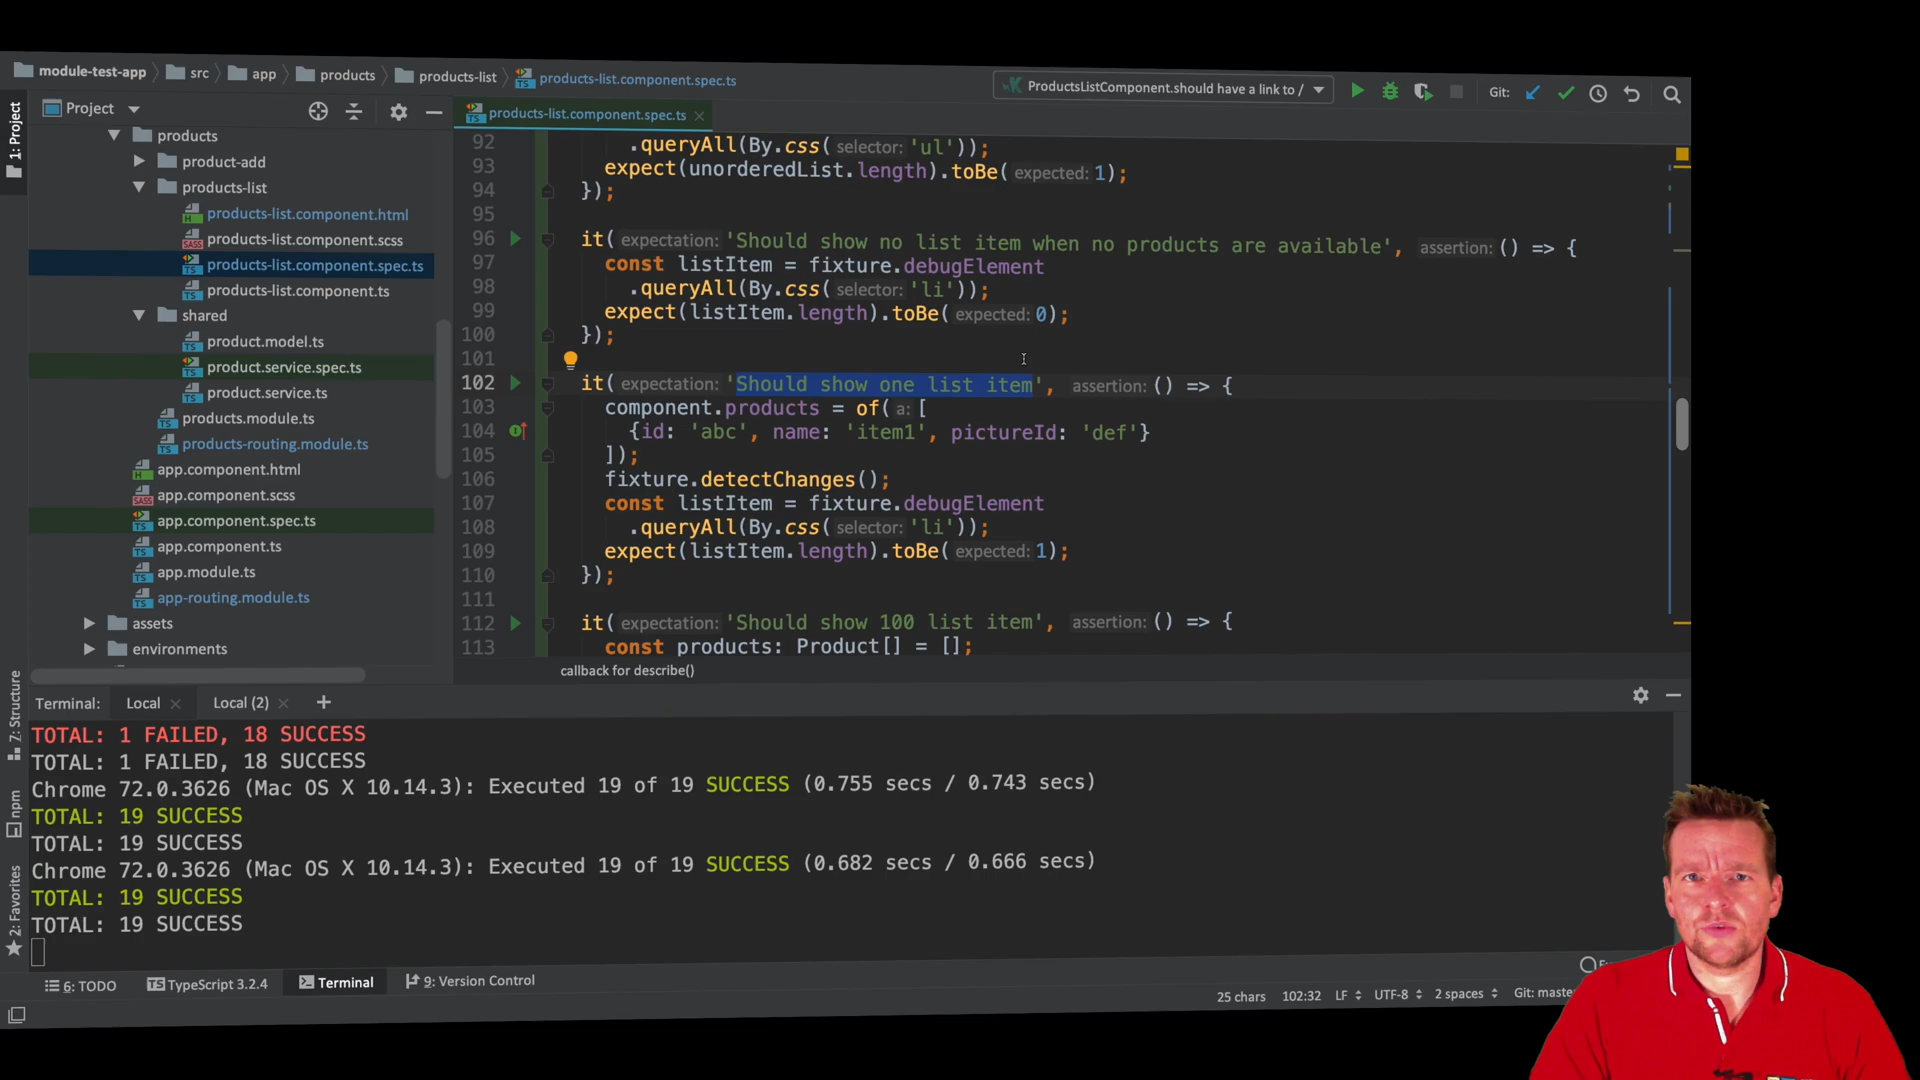 module-test-app src app products products-list products-list.component.spec.ts
ProductsListComponent.should have a link to /
Git:
1: Project
Project
products-list.component.spec.ts
products
product-add
products-list
products-list.component.html
products-list.component.scss
products-list.component.spec.ts
products-list.component.ts
shared
product.model.ts
product.service.spec.ts
product.service.ts
products.module.ts
products-routing.module.ts
app.component.html
app.component.scss
app.component.spec.ts
app.component.ts
app.module.ts
app-routing.module.ts
assets
environments
92 .queryAll(By.css( selector: 'ul'));
93 expect(unorderedList.length).toBe( expected: 1);
94 });
95
96 it( expectation: 'Should show no list item when no products are available', assertion: () => {
97 const listItem = fixture.debugElement
98 .queryAll(By.css( selector: 'li'));
99 expect(listItem.length).toBe( expected: 0);
100 });
101
102 it( expectation: 'Should show one list item', assertion: () => {
103 component.products = of( a: [
104 {id: 'abc', name: 'item1', pictureId: 'def'}
105 ]);
106 fixture.detectChanges();
107 const listItem = fixture.debugElement
108 .queryAll(By.css( selector: 'li'));
109 expect(listItem.length).toBe( expected: 1);
110 });
111
112 it( expectation: 'Should show 100 list item', assertion: () => {
113 const products: Product[] = [];
callback for describe()
7: Structure
npm
2: Favorites
Terminal: Local Local (2)
TOTAL: 1 FAILED, 18 SUCCESS
TOTAL: 1 FAILED, 18 SUCCESS
Chrome 72.0.3626 (Mac OS X 10.14.3): Executed 19 of 19 SUCCESS (0.755 secs / 0.743 secs)
TOTAL: 19 SUCCESS
TOTAL: 19 SUCCESS
Chrome 72.0.3626 (Mac OS X 10.14.3): Executed 19 of 19 SUCCESS (0.682 secs / 0.666 secs)
TOTAL: 19 SUCCESS
TOTAL: 19 SUCCESS
6: TODO TypeScript 3.2.4 Terminal 9: Version Control
25 chars 102:32 LF UTF-8 2 spaces Git: master